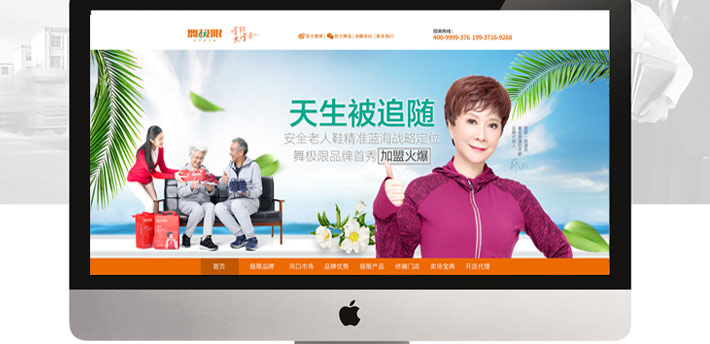 舞极限
官方微博 | 官方微信 | 收藏本站 | 联系我们
招商热线:
400-9999-376 199-3716-9268
天生被追随
安全老人鞋精准蓝海战略定位
舞极限品牌首秀 加盟火爆
首页 极限品牌 风口市场 品牌优势 极限产品 终端门店 卖场宝典 开店代理